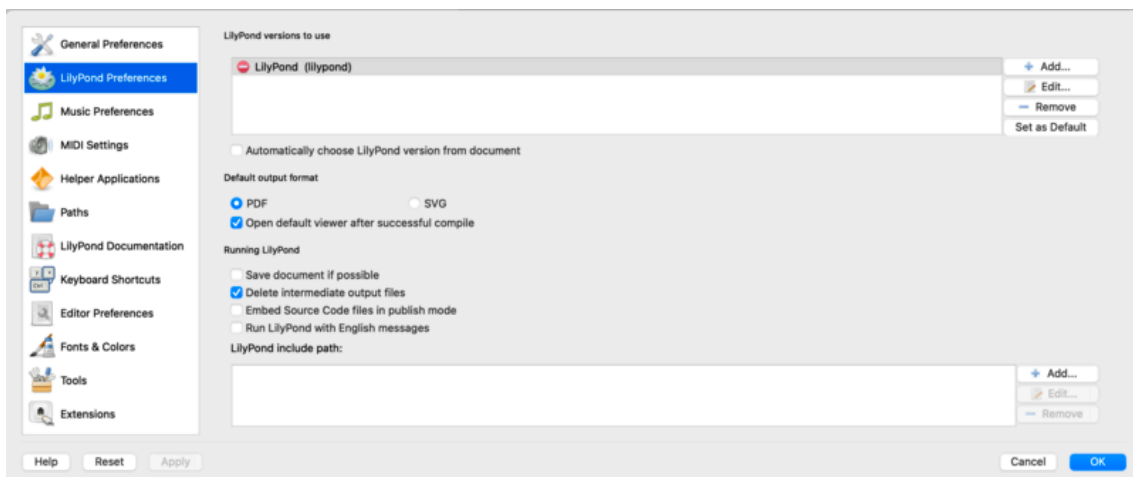 General Preferences
LilyPond Preferences
Music Preferences
MIDI Settings
Helper Applications
Paths
LilyPond Documentation
Keyboard Shortcuts
Editor Preferences
Fonts & Colors
Tools
Extensions
LilyPond versions to use
LilyPond (lilypond)
Add...
Edit...
Remove
Set as Default
Automatically choose LilyPond version from document
Default output format
PDF SVG
Open default viewer after successful compile
Running LilyPond
Save document if possible
Delete intermediate output files
Embed Source Code files in publish mode
Run LilyPond with English messages
LilyPond include path:
Add...
Edit...
Remove
Help Reset Apply Cancel OK